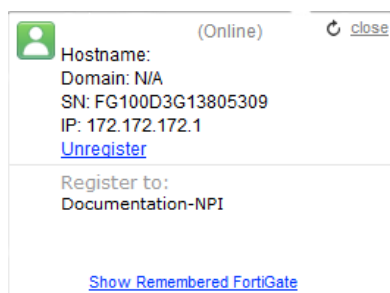 (Online)
close
Hostname:
Domain: N/A
SN: FG100D3G13805309
IP: 172.172.172.1
Unregister
Register to:
Documentation-NPI
Show Remembered FortiGate